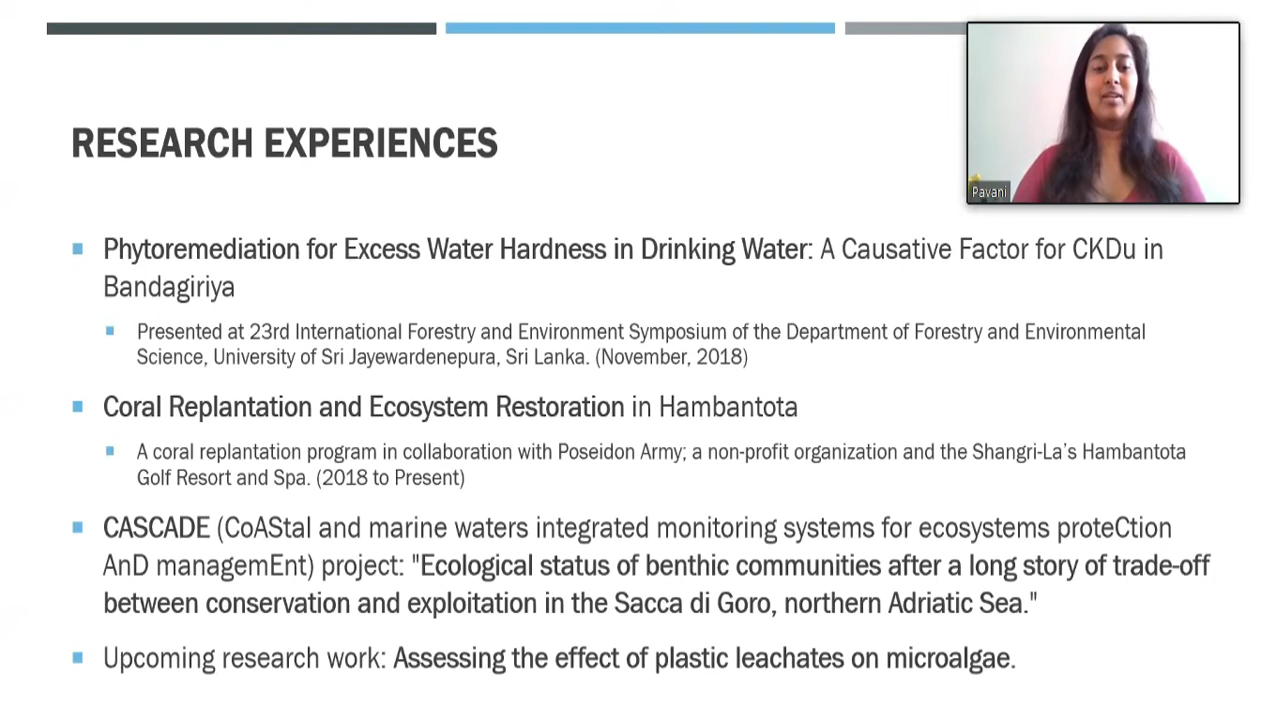 RESEARCH EXPERIENCES
Pavani
Phytoremediation for Excess Water Hardness in Drinking Water: A Causative Factor for CKDu in
Bandagiriya
Presented at 23rd International Forestry and Environment Symposium of the Department of Forestry and Environmental
Science, University of Sri Jayewardenepura, Sri Lanka. (November, 2018)
Coral Replantation and Ecosystem Restoration in Hambantota
A coral replantation program in collaboration with Poseidon Army; a non-profit organization and the Shangri-La's Hambantota
Golf Resort and Spa. (2018 to Present)
CASCADE (CoAStal and marine waters integrated monitoring systems for ecosystems proteCtion
AnD managemEnt) project: "Ecological status of benthic communities after a long story of trade-off
between conservation and exploitation in the Sacca di Goro, northern Adriatic Sea."
Upcoming research work: Assessing the effect of plastic leachates on microalgae.